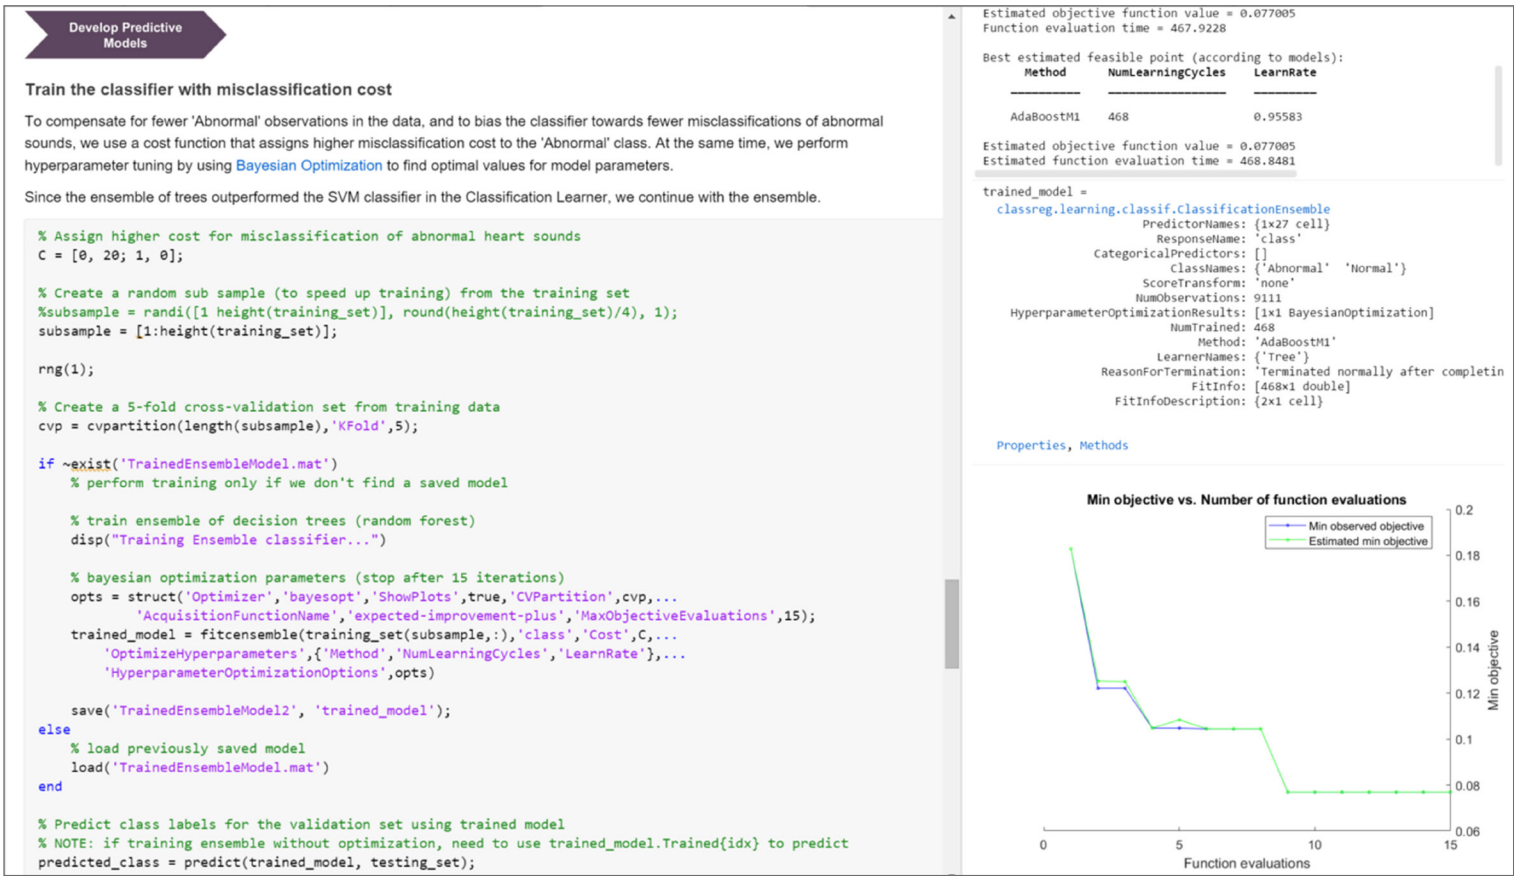 Develop Predictive
Models
Train the classifier with misclassification cost
To compensate for fewer 'Abnormal' observations in the data, and to bias the classifier towards fewer misclassifications of abnormal
sounds, we use a cost function that assigns higher misclassification cost to the 'Abnormal' class. At the same time, we perform
hyperparameter tuning by using Bayesian Optimization to find optimal values for model parameters.
Since the ensemble of trees outperformed the SVM classifier in the Classification Learner, we continue with the ensemble.
% Assign higher cost for misclassification of abnormal heart sounds
C = [0, 20; 1, 0];
% Create a random sub sample (to speed up training) from the training set
%subsample = randi([1 height(training_set)], round(height(training_set)/4), 1);
subsample = [1:height(training_set)];
rng(1);
% Create a 5-fold cross-validation set from training data
cvp = cvpartition(length(subsample),'KFold',5);
if ~exist('TrainedEnsembleModel.mat')
% perform training only if we don't find a saved model
% train ensemble of decision trees (random forest)
disp("Training Ensemble classifier...")
% bayesian optimization parameters (stop after 15 iterations)
opts = struct('Optimizer','bayesopt','ShowPlots',true,'CVPartition',cvp,...
'AcquisitionFunctionName','expected-improvement-plus','MaxObjectiveEvaluations',15);
trained_model = fitcensemble(training_set(subsample,:),'class','Cost',C,...
'OptimizeHyperparameters',{'Method','NumLearningCycles','LearnRate'},...
'HyperparameterOptimizationOptions',opts)
save('TrainedEnsembleModel2', 'trained_model');
else
% load previously saved model
load('TrainedEnsembleModel.mat')
end
% Predict class labels for the validation set using trained model
% NOTE: if training ensemble without optimization, need to use trained_model.Trained{idx} to predict
predicted_class = predict(trained_model, testing_set);
Estimated objective function value = 0.077005
Function evaluation time = 467.9228
Best estimated feasible point (according to models):
Method NumLearningCycles LearnRate
AdaBoostM1 468 0.95583
Estimated objective function value = 0.077005
Estimated function evaluation time = 468.8481
trained_model =
classreg.learning.classif.ClassificationEnsemble
PredictorNames: {1×27 cell}
ResponseName: 'class'
CategoricalPredictors: []
ClassNames: {'Abnormal' 'Normal'}
ScoreTransform: 'none'
NumObservations: 9111
HyperparameterOptimizationResults: [1×1 BayesianOptimization]
NumTrained: 468
Method: 'AdaBoostM1'
LearnerNames: {'Tree'}
ReasonForTermination: 'Terminated normally after completin
FitInfo: [468×1 double]
FitInfoDescription: {2×1 cell}
Properties, Methods
Min objective vs. Number of function evaluations
Min observed objective
Estimated min objective
0.2
0.18
0.16
0.14
0.12
0.1
0.08
0.06
Min objective
0 5 10 15
Function evaluations